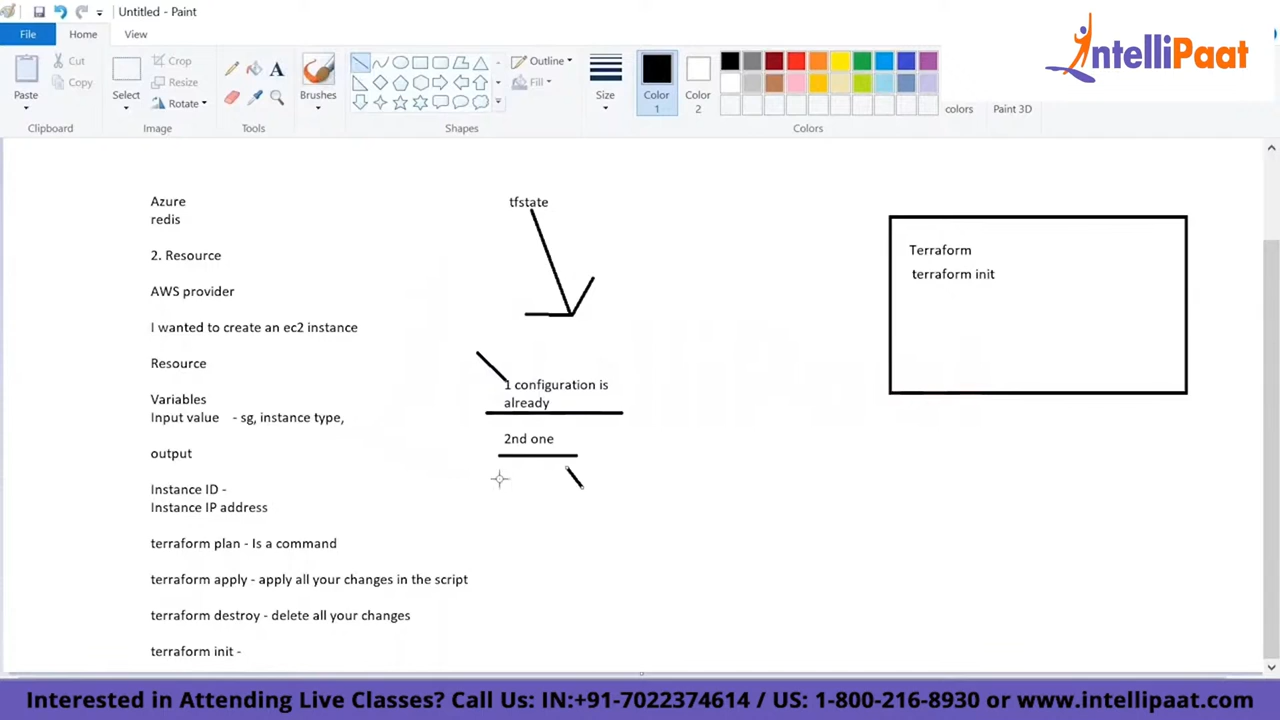 Untitled - Paint
File
Home
View
Paste
Cut
Copy
Clipboard
Select
Crop
Resize
Rotate
Image
Tools
Brushes
Shapes
Outline
Fill
Size
Color
1
Color
2
Colors
colors
Paint 3D
IntelliPaat
Azure
redis
2. Resource
AWS provider
I wanted to create an ec2 instance
Resource
Variables
Input value - sg, instance type,
output
Instance ID -
Instance IP address
terraform plan - Is a command
terraform apply - apply all your changes in the script
terraform destroy - delete all your changes
terraform init -
tfstate
1 configuration is
already
2nd one
Terraform
terraform init
Interested in Attending Live Classes? Call Us: IN:+91-7022374614 / US: 1-800-216-8930 or www.intellipaat.com